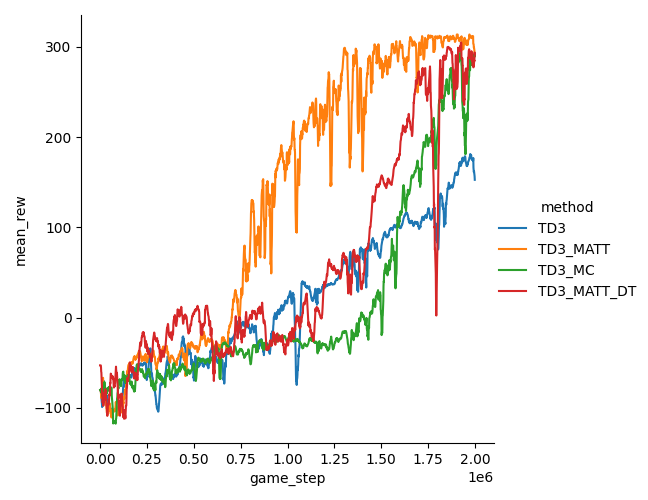 300
200
100
0
−100
mean_rew
0.00 0.25 0.50 0.75 1.00 1.25 1.50 1.75 2.00
1e6
game_step
method
TD3
TD3_MATT
TD3_MC
TD3_MATT_DT